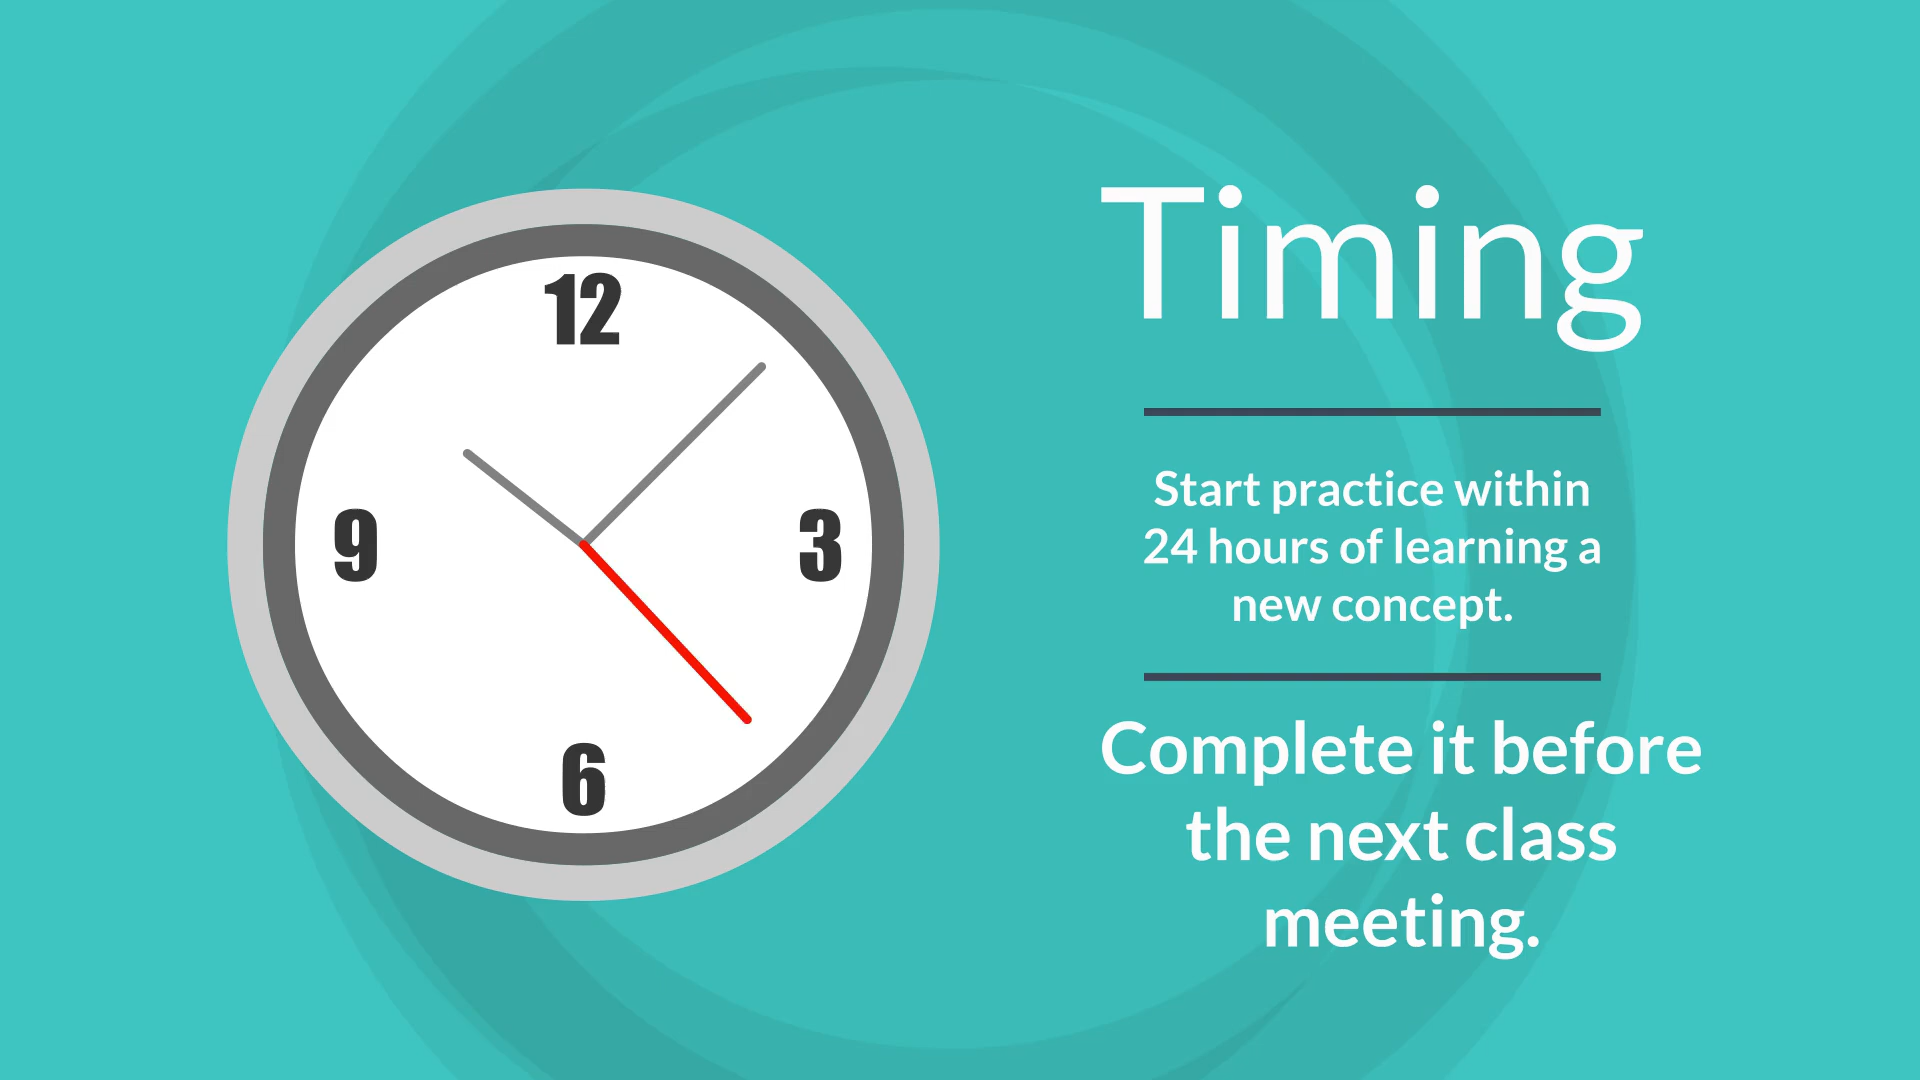 12
9
3
6
Timing
Start practice within
24 hours of learning a
new concept.
Complete it before
the next class
meeting.